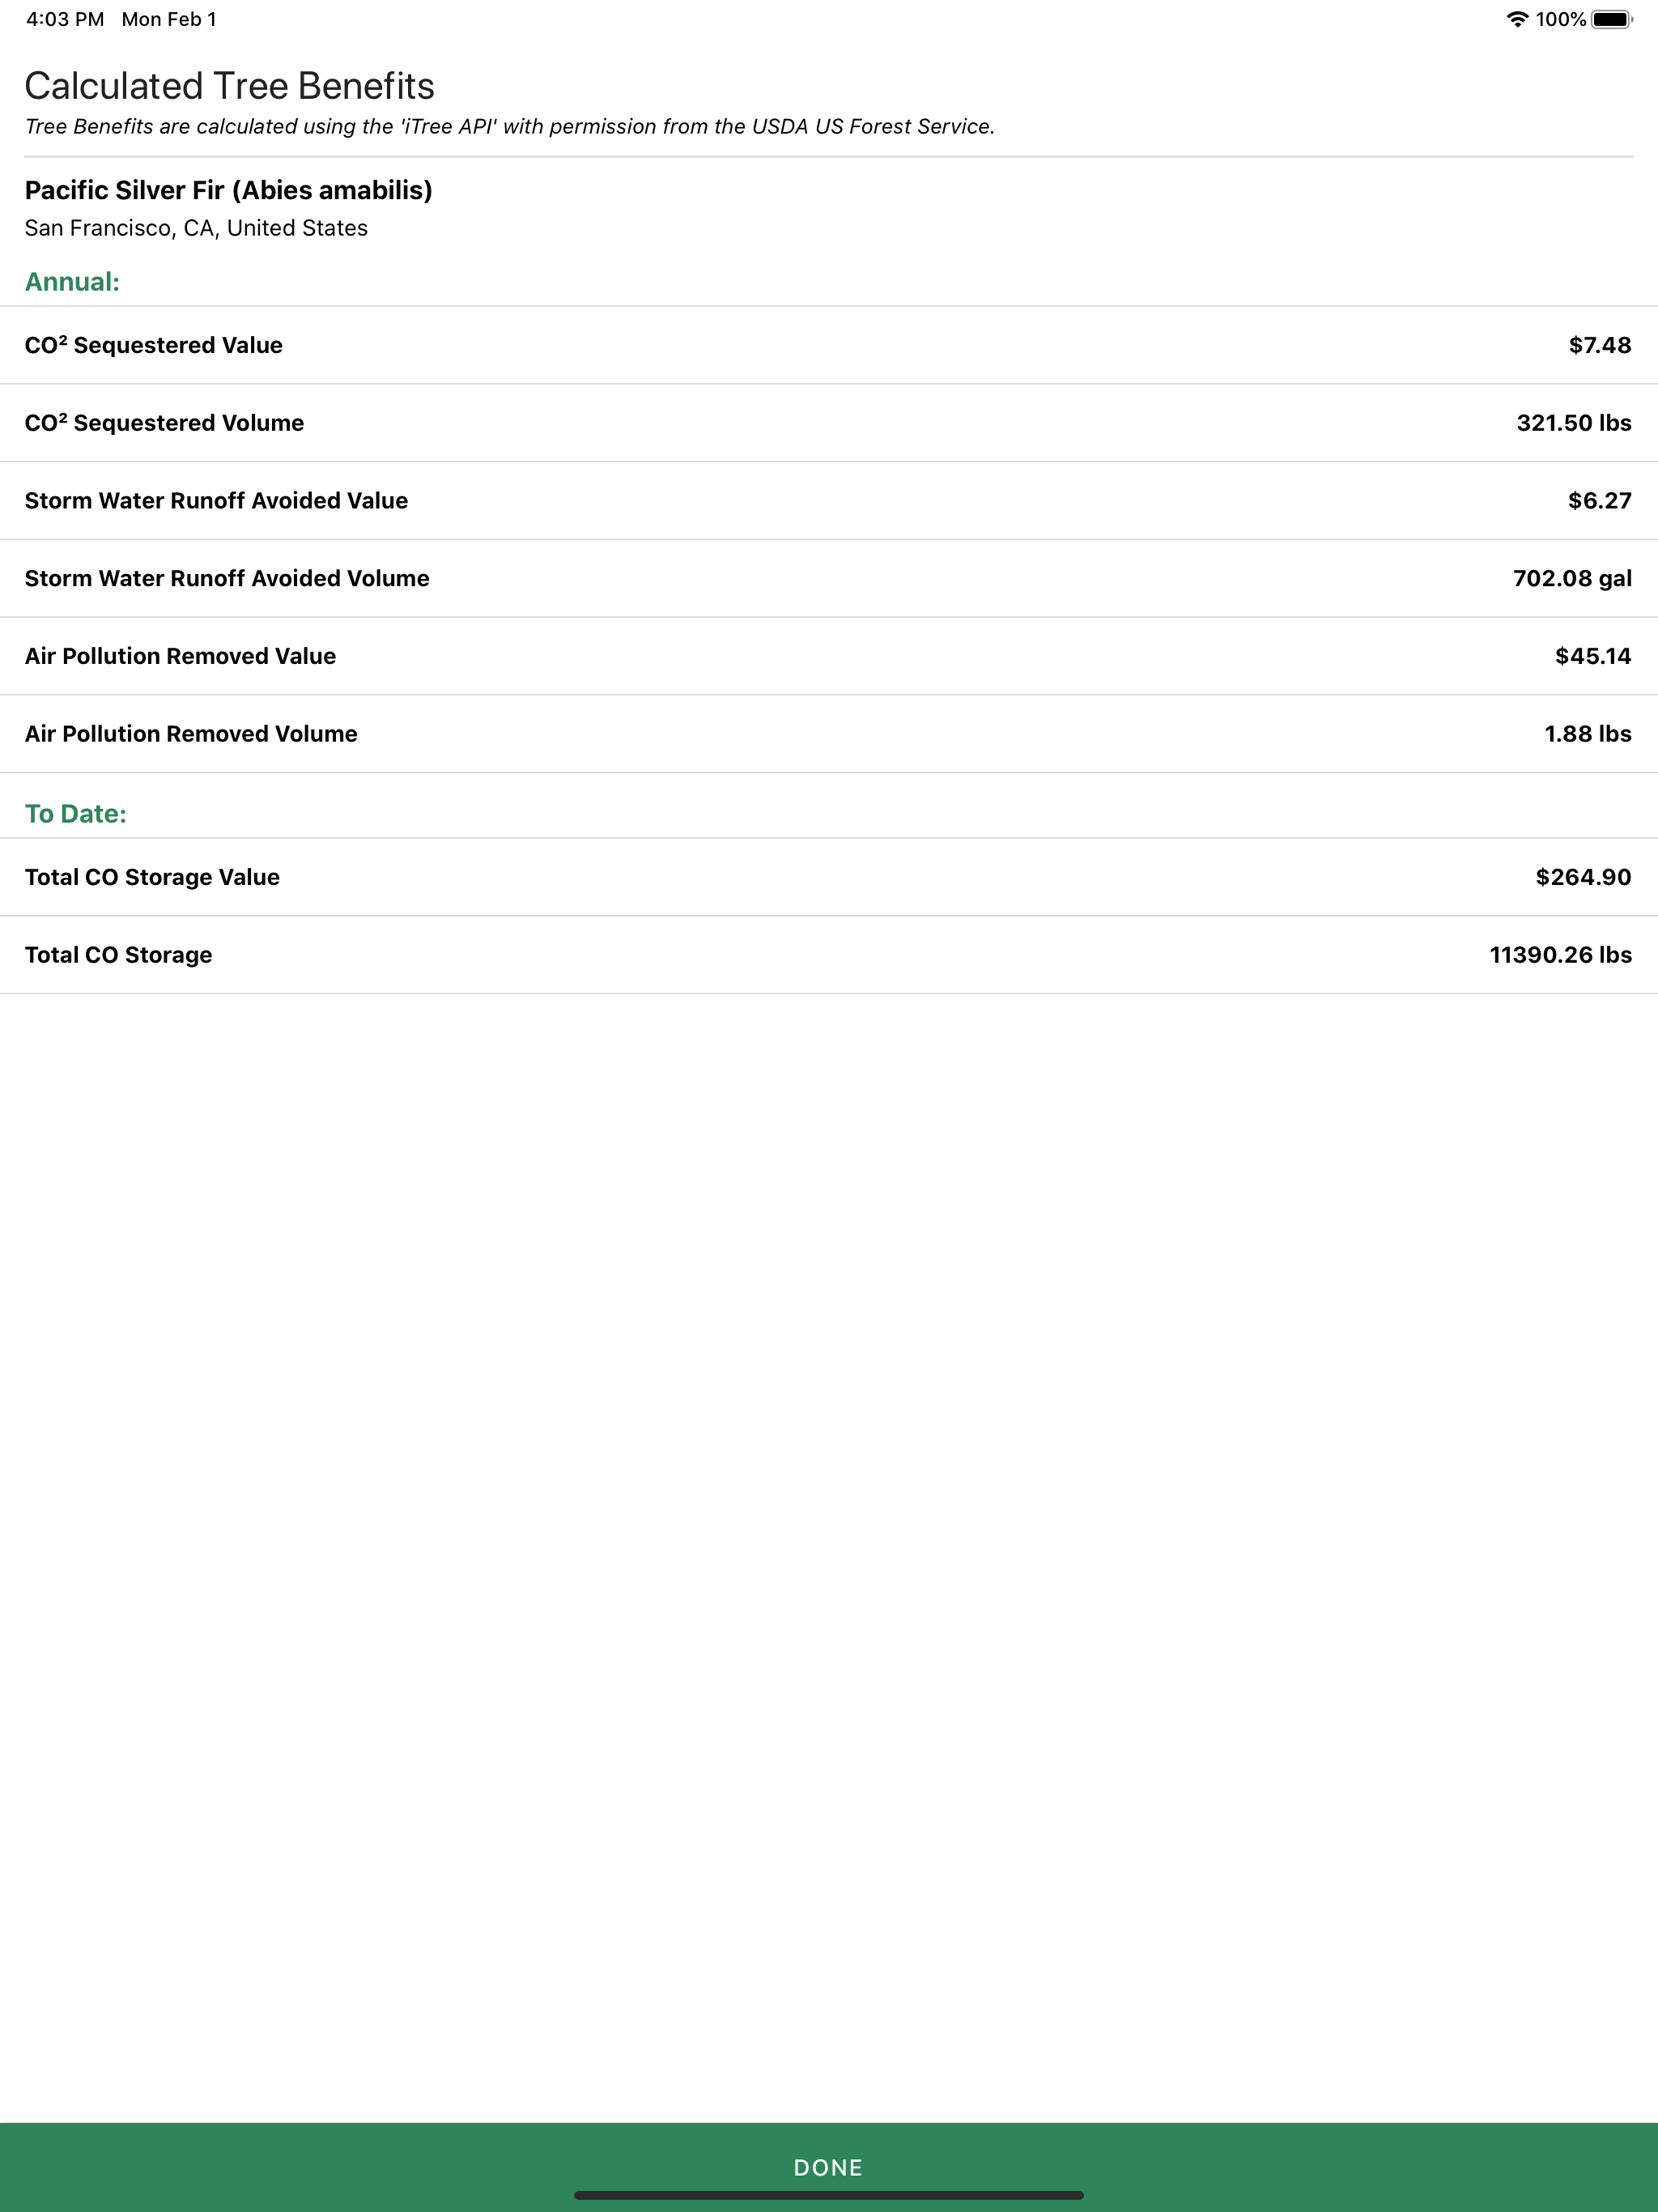 4:03 PM Mon Feb 1 100%
Calculated Tree Benefits
Tree Benefits are calculated using the 'iTree API' with permission from the USDA US Forest Service.
Pacific Silver Fir (Abies amabilis)
San Francisco, CA, United States
Annual:
CO² Sequestered Value $7.48
CO² Sequestered Volume 321.50 lbs
Storm Water Runoff Avoided Value $6.27
Storm Water Runoff Avoided Volume 702.08 gal
Air Pollution Removed Value $45.14
Air Pollution Removed Volume 1.88 lbs
To Date:
Total CO Storage Value $264.90
Total CO Storage 11390.26 lbs
DONE